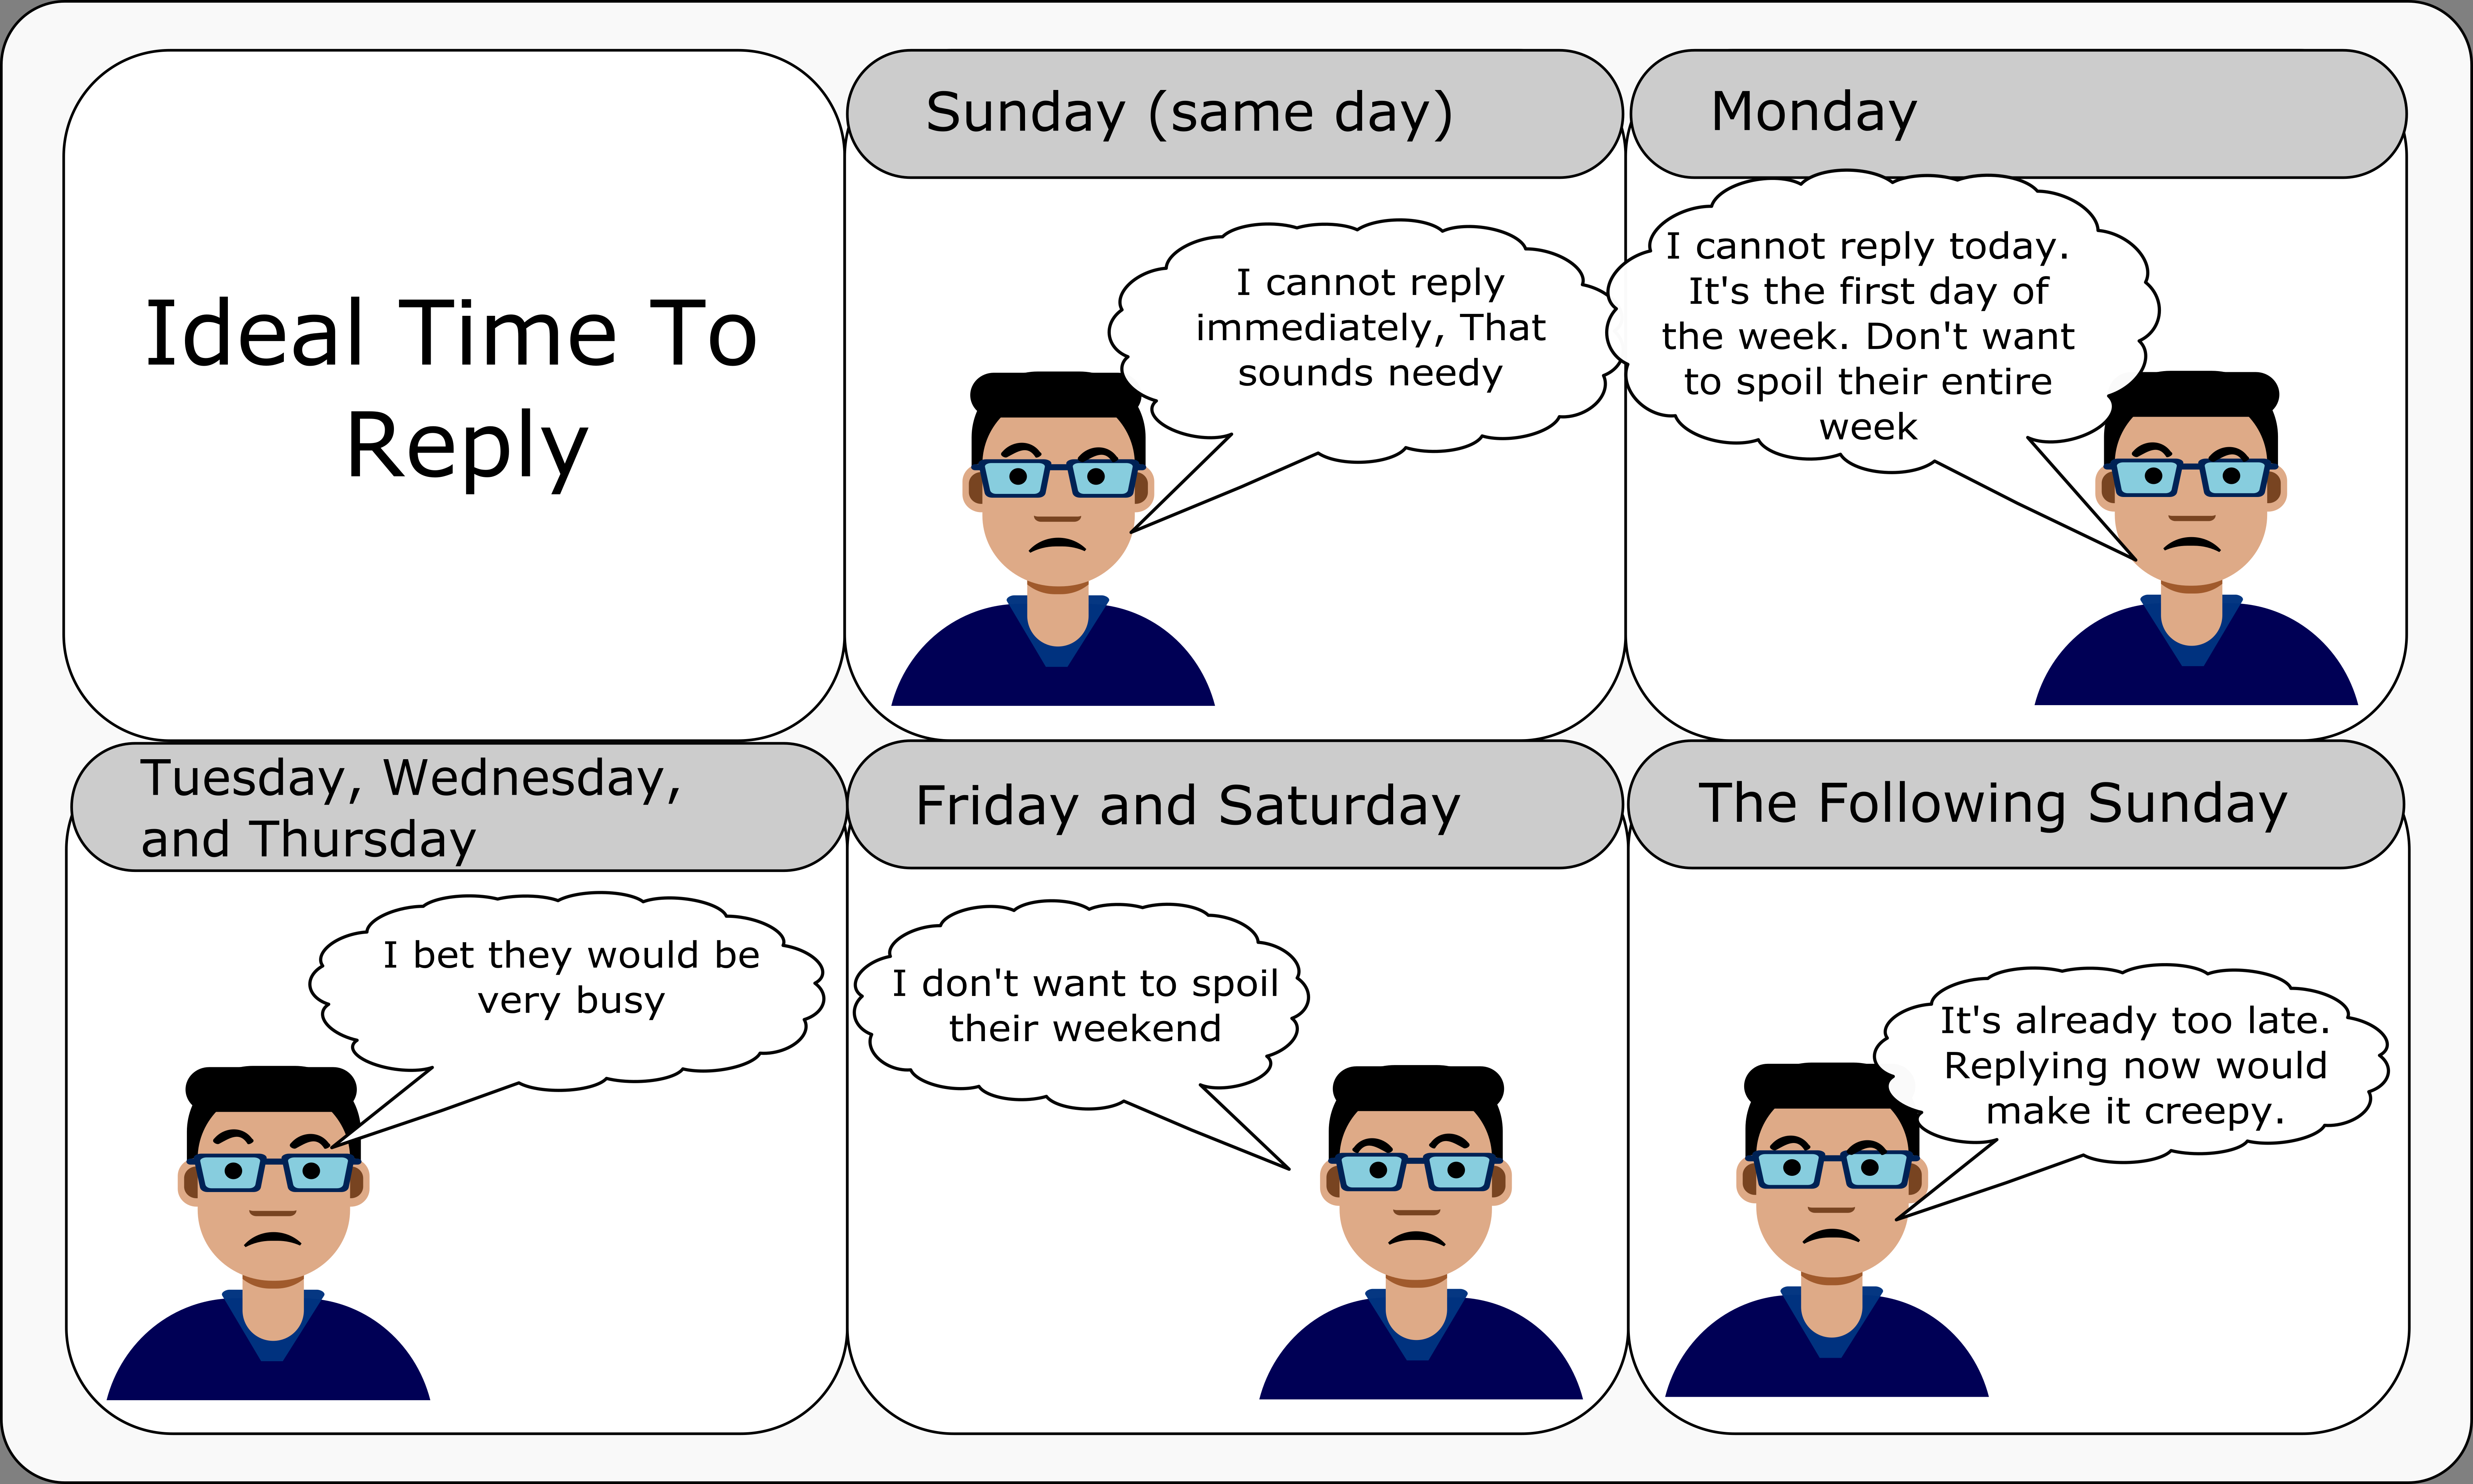 Ideal Time To
Reply
Sunday (same day)
I cannot reply
immediately, That
sounds needy
Monday
I cannot reply today.
It's the first day of
the week. Don't want
to spoil their entire
week
Tuesday, Wednesday,
and Thursday
I bet they would be
very busy
Friday and Saturday
I don't want to spoil
their weekend
The Following Sunday
It's already too late.
Replying now would
make it creepy.